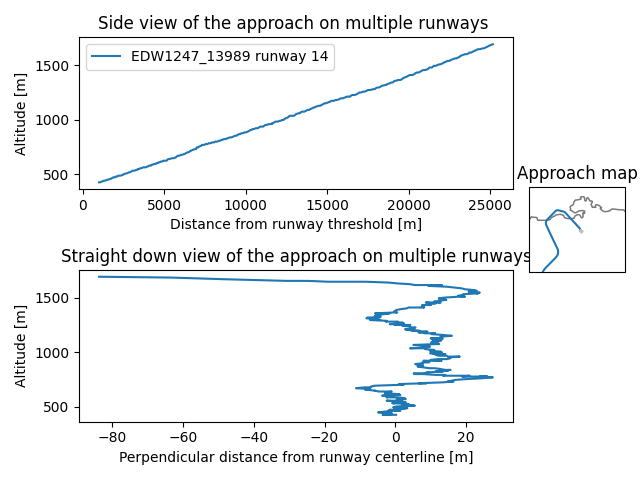 Side view of the approach on multiple runways
EDW1247_13989 runway 14
Altitude [m]
1500
1000
500
0
5000
10000
15000
20000
25000
Distance from runway threshold [m]
Approach map
Straight down view of the approach on multiple runways
Altitude [m]
1500
1000
500
−80
−60
−40
−20
0
20
Perpendicular distance from runway centerline [m]